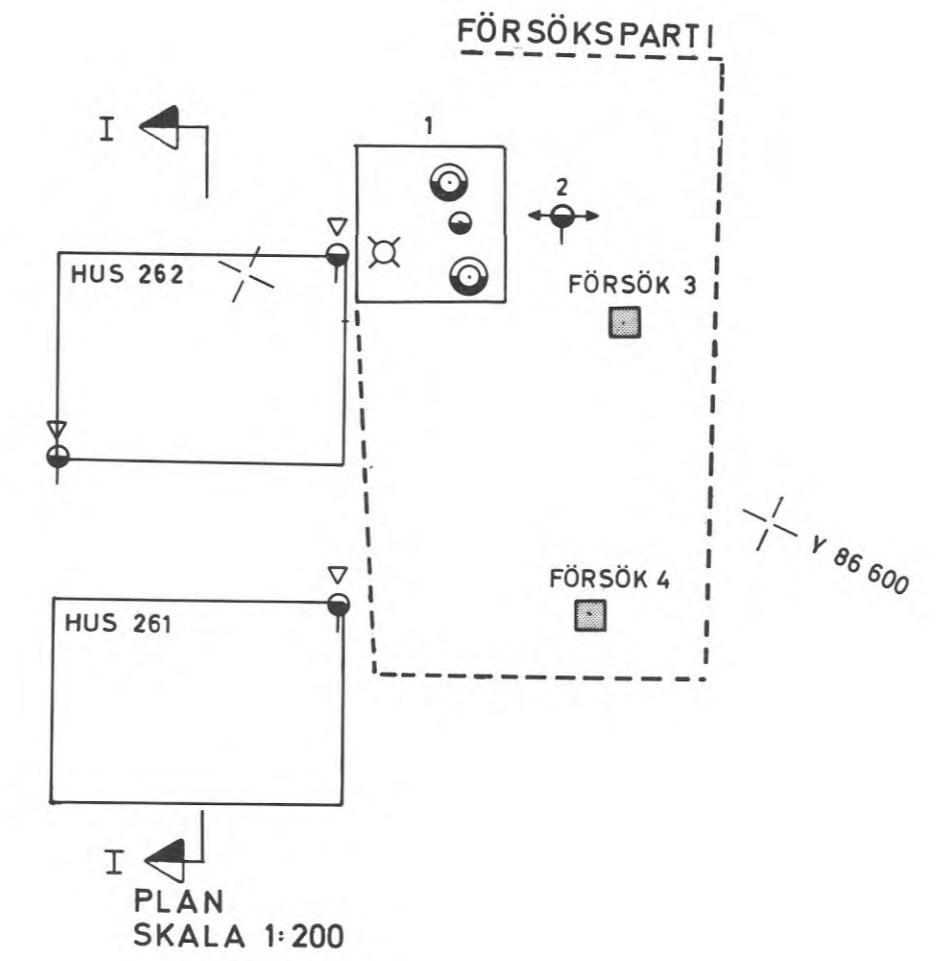 FÖRSÖKSPARTI
I
1
2
HUS 262
FÖRSÖK 3
Y 86 600
FÖRSÖK 4
HUS 261
I
PLAN
SKALA 1:200